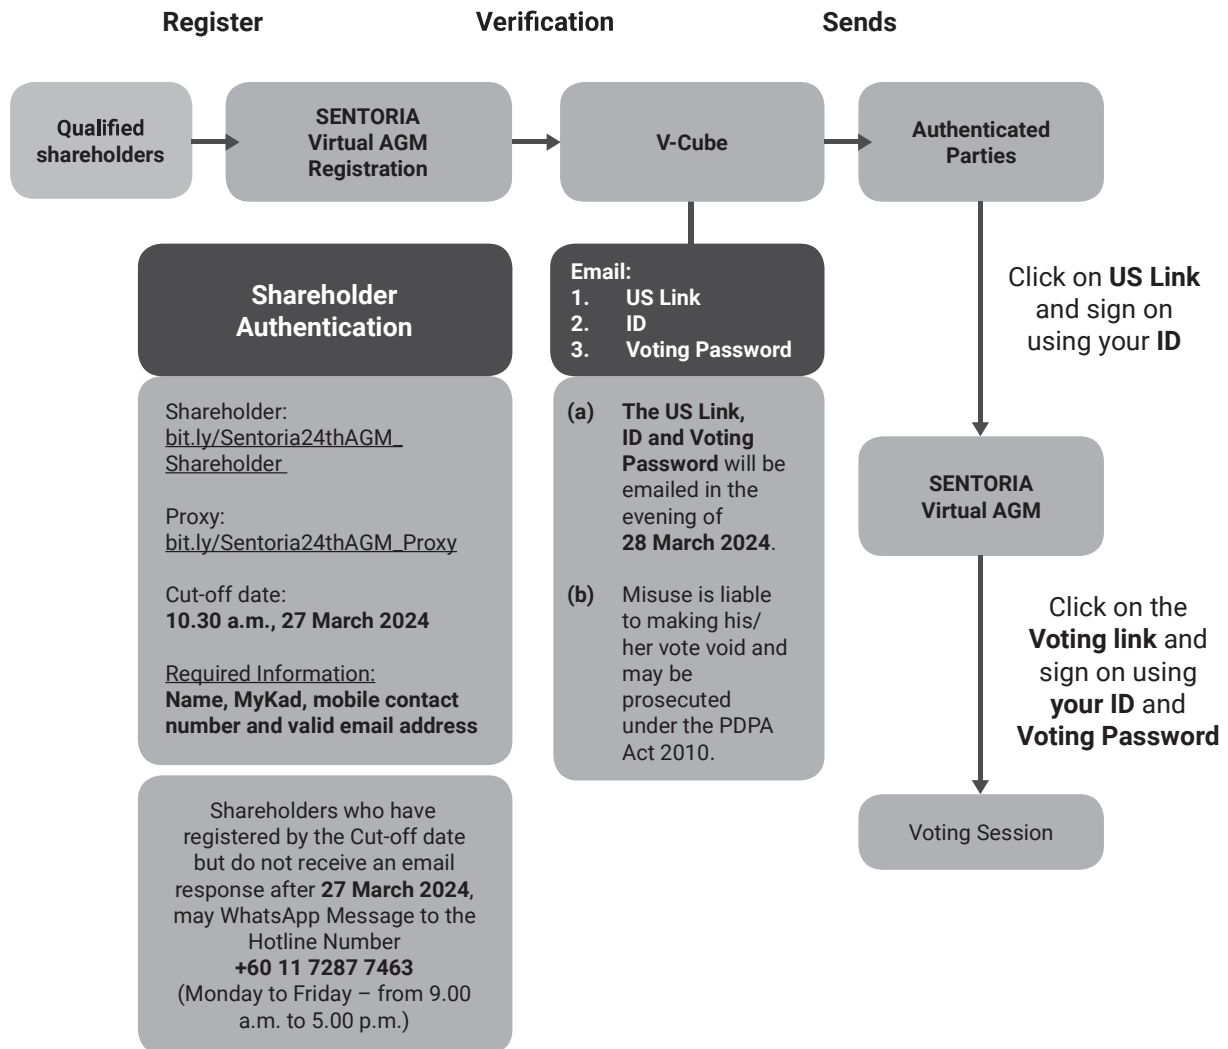 Register
Verification
Sends
Qualified
shareholders
SENTORIA
Virtual AGM
Registration
V-Cube
Authenticated
Parties
Shareholder
Authentication
Shareholder:
bit.ly/Sentoria24thAGM_
Shareholder
Proxy:
bit.ly/Sentoria24thAGM_Proxy
Cut-off date:
10.30 a.m., 27 March 2024
Required Information:
Name, MyKad, mobile contact
number and valid email address
Shareholders who have
registered by the Cut-off date
but do not receive an email
response after 27 March 2024,
may WhatsApp Message to the
Hotline Number
+60 11 7287 7463
(Monday to Friday – from 9.00
a.m. to 5.00 p.m.)
Email:
1. US Link
2. ID
3. Voting Password
(a) The US Link,
ID and Voting
Password will be
emailed in the
evening of
28 March 2024.
(b) Misuse is liable
to making his/
her vote void and
may be
prosecuted
under the PDPA
Act 2010.
Click on US Link
and sign on
using your ID
SENTORIA
Virtual AGM
Click on the
Voting link and
sign on using
your ID and
Voting Password
Voting Session